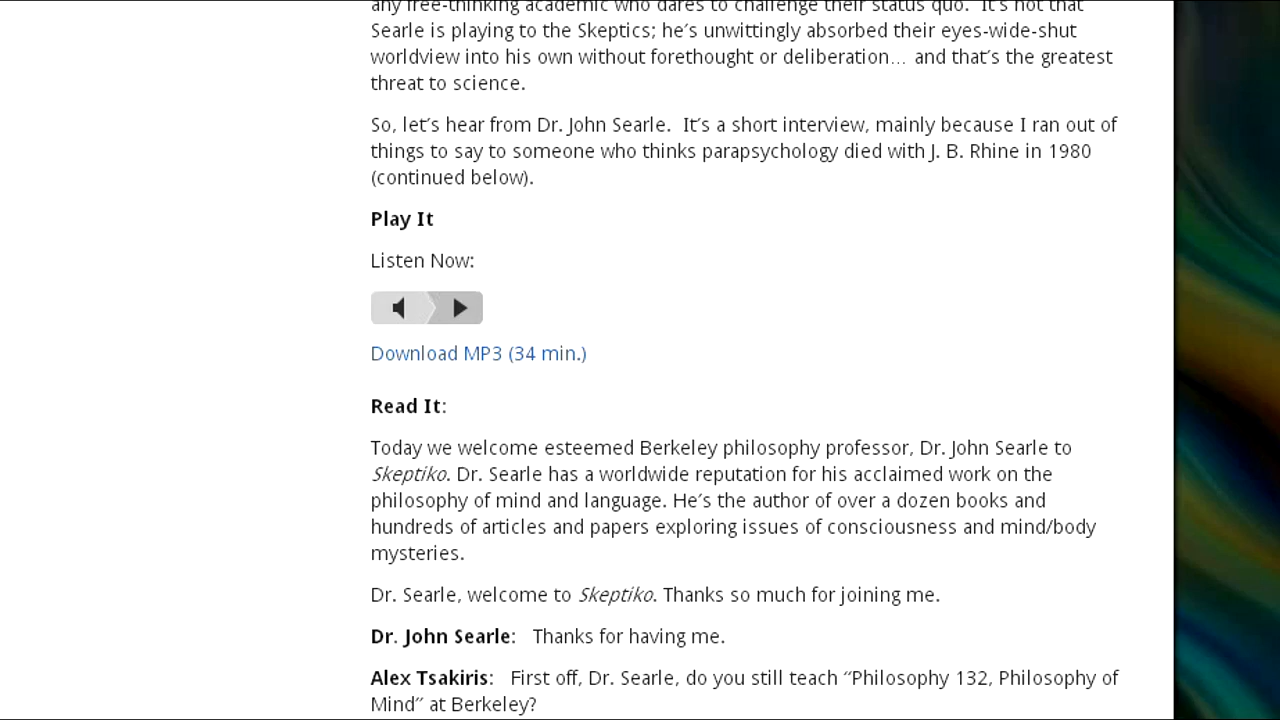 any free-thinking academic who dares to challenge their status quo. It's not that
Searle is playing to the Skeptics; he's unwittingly absorbed their eyes-wide-shut
worldview into his own without forethought or deliberation… and that's the greatest
threat to science.
So, let's hear from Dr. John Searle. It's a short interview, mainly because I ran out of
things to say to someone who thinks parapsychology died with J. B. Rhine in 1980
(continued below).
Play It
Listen Now:
Download MP3 (34 min.)
Read It:
Today we welcome esteemed Berkeley philosophy professor, Dr. John Searle to
Skeptiko. Dr. Searle has a worldwide reputation for his acclaimed work on the
philosophy of mind and language. He's the author of over a dozen books and
hundreds of articles and papers exploring issues of consciousness and mind/body
mysteries.
Dr. Searle, welcome to Skeptiko. Thanks so much for joining me.
Dr. John Searle: Thanks for having me.
Alex Tsakiris: First off, Dr. Searle, do you still teach "Philosophy 132, Philosophy of
Mind" at Berkeley?